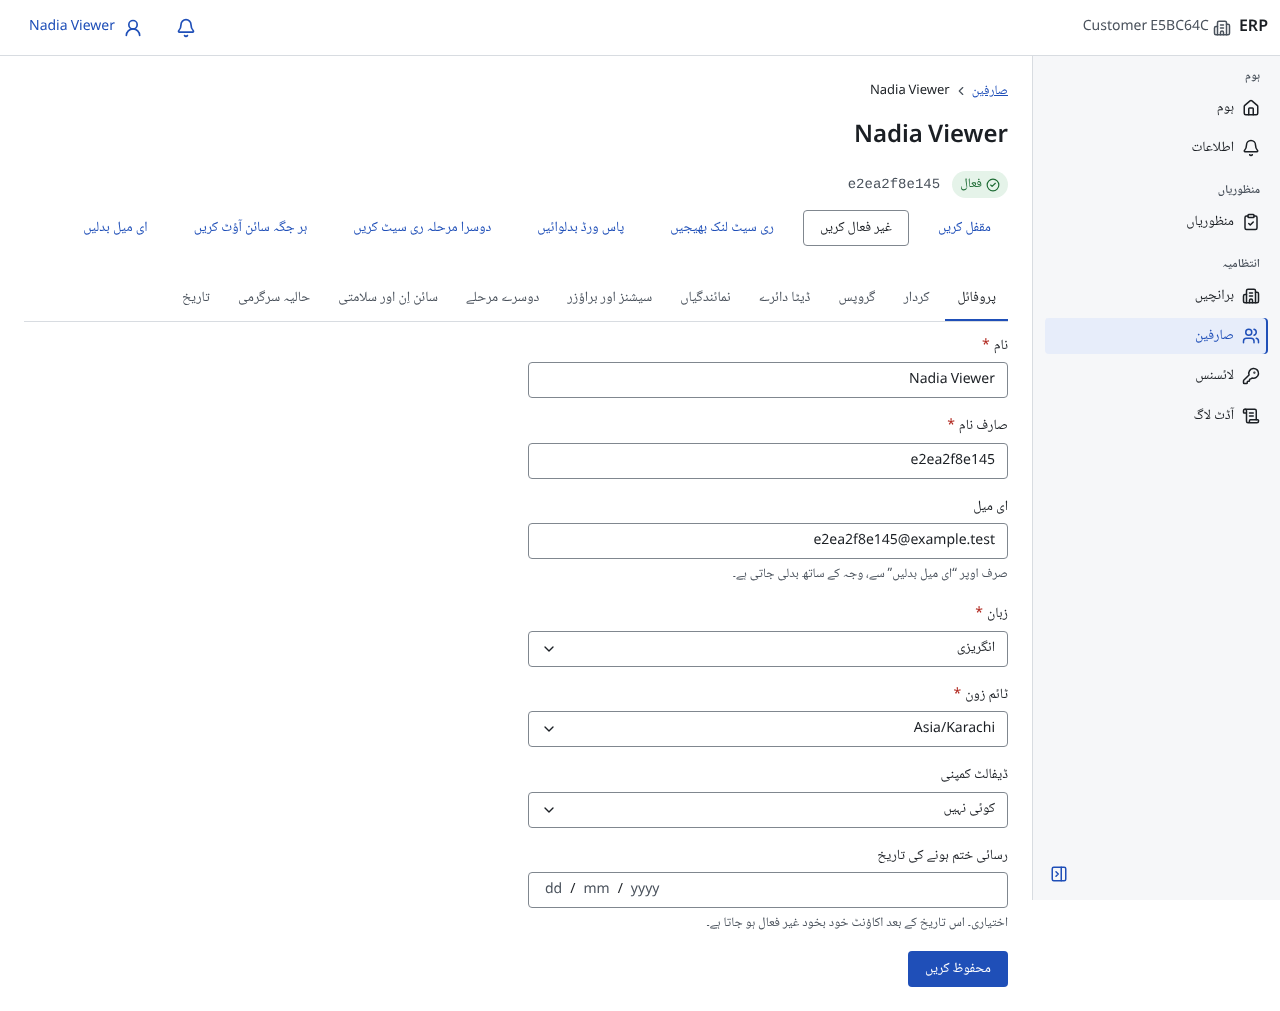 ERP
Customer E5BC64C
Nadia Viewer
ہوم
ہوم
اطلاعات
منظوریاں
منظوریاں
انتظامیہ
برانچیں
صارفین
لائسنس
آڈٹ لاگ
صارفین
Nadia Viewer
Nadia Viewer
فعال e2ea2f8e145
مقفل کریں غیر فعال کریں ری سیٹ لنک بھیجیں پاس ورڈ بدلوائیں دوسرا مرحلہ ری سیٹ کریں ہر جگہ سائن آؤٹ کریں ای میل بدلیں
پروفائل کردار گروپس ڈیٹا دائرے نمائندگیاں سیشنز اور براؤزر دوسرے مرحلے سائن اِن اور سلامتی حالیہ سرگرمی تاریخ
نام *
Nadia Viewer
صارف نام *
e2ea2f8e145
ای میل
e2ea2f8e145@example.test
صرف اوپر ”ای میل بدلیں“ سے، وجہ کے ساتھ بدلی جاتی ہے۔
زبان *
انگریزی
ٹائم زون *
Asia/Karachi
ڈیفالٹ کمپنی
کوئی نہیں
رسائی ختم ہونے کی تاریخ
dd / mm / yyyy
اختیاری۔ اس تاریخ کے بعد اکاؤنٹ خود بخود غیر فعال ہو جاتا ہے۔
محفوظ کریں